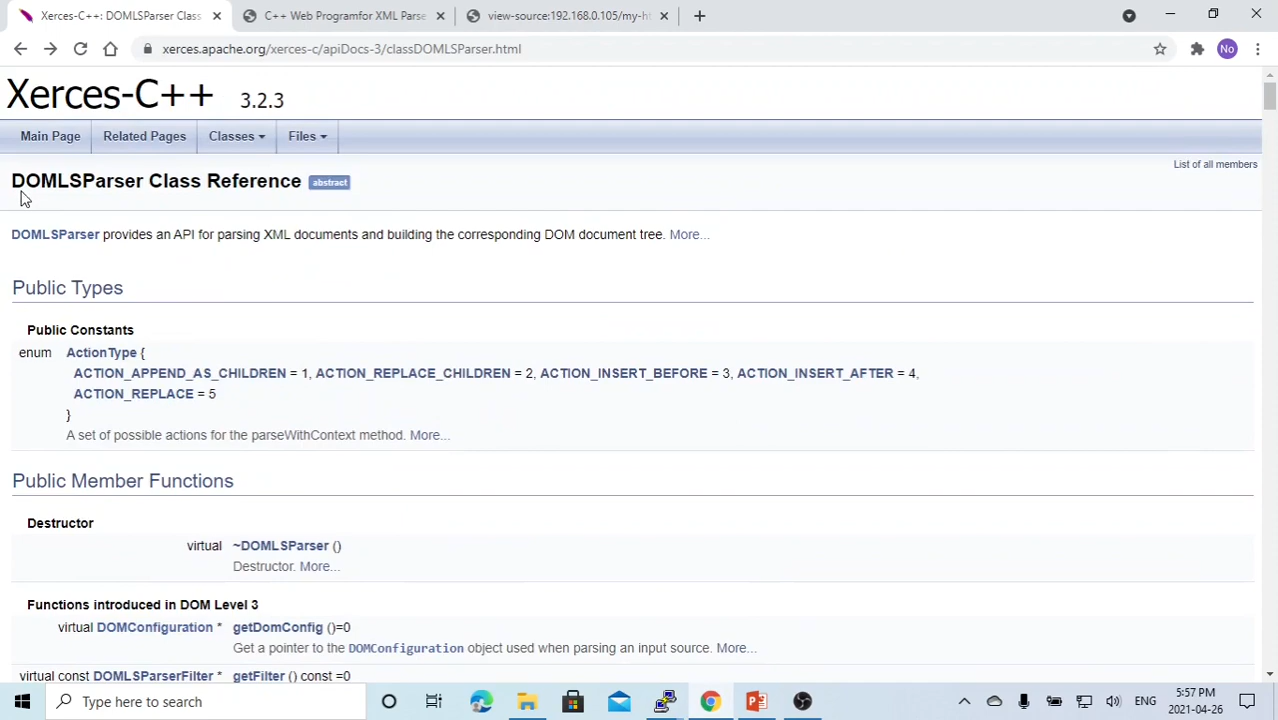 Xerces-C++: DOMLSParser Class
C++ Web Programfor XML Parse
view-source:192.168.0.105/my-ht
xerces.apache.org/xerces-c/apiDocs-3/classDOMLSParser.html
No
Xerces-C++ 3.2.3
Main Page
Related Pages
Classes
Files
List of all members
DOMLSParser Class Reference abstract
DOMLSParser provides an API for parsing XML documents and building the corresponding DOM document tree. More...
Public Types
Public Constants
enum ActionType {
ACTION_APPEND_AS_CHILDREN = 1, ACTION_REPLACE_CHILDREN = 2, ACTION_INSERT_BEFORE = 3, ACTION_INSERT_AFTER = 4,
ACTION_REPLACE = 5
}
A set of possible actions for the parseWithContext method. More...
Public Member Functions
Destructor
virtual ~DOMLSParser ()
Destructor. More...
Functions introduced in DOM Level 3
virtual DOMConfiguration * getDomConfig ()=0
Get a pointer to the DOMConfiguration object used when parsing an input source. More...
virtual const DOMLSParserFilter * getFilter () const =0
Type here to search
ENG
5:57 PM
2021-04-26